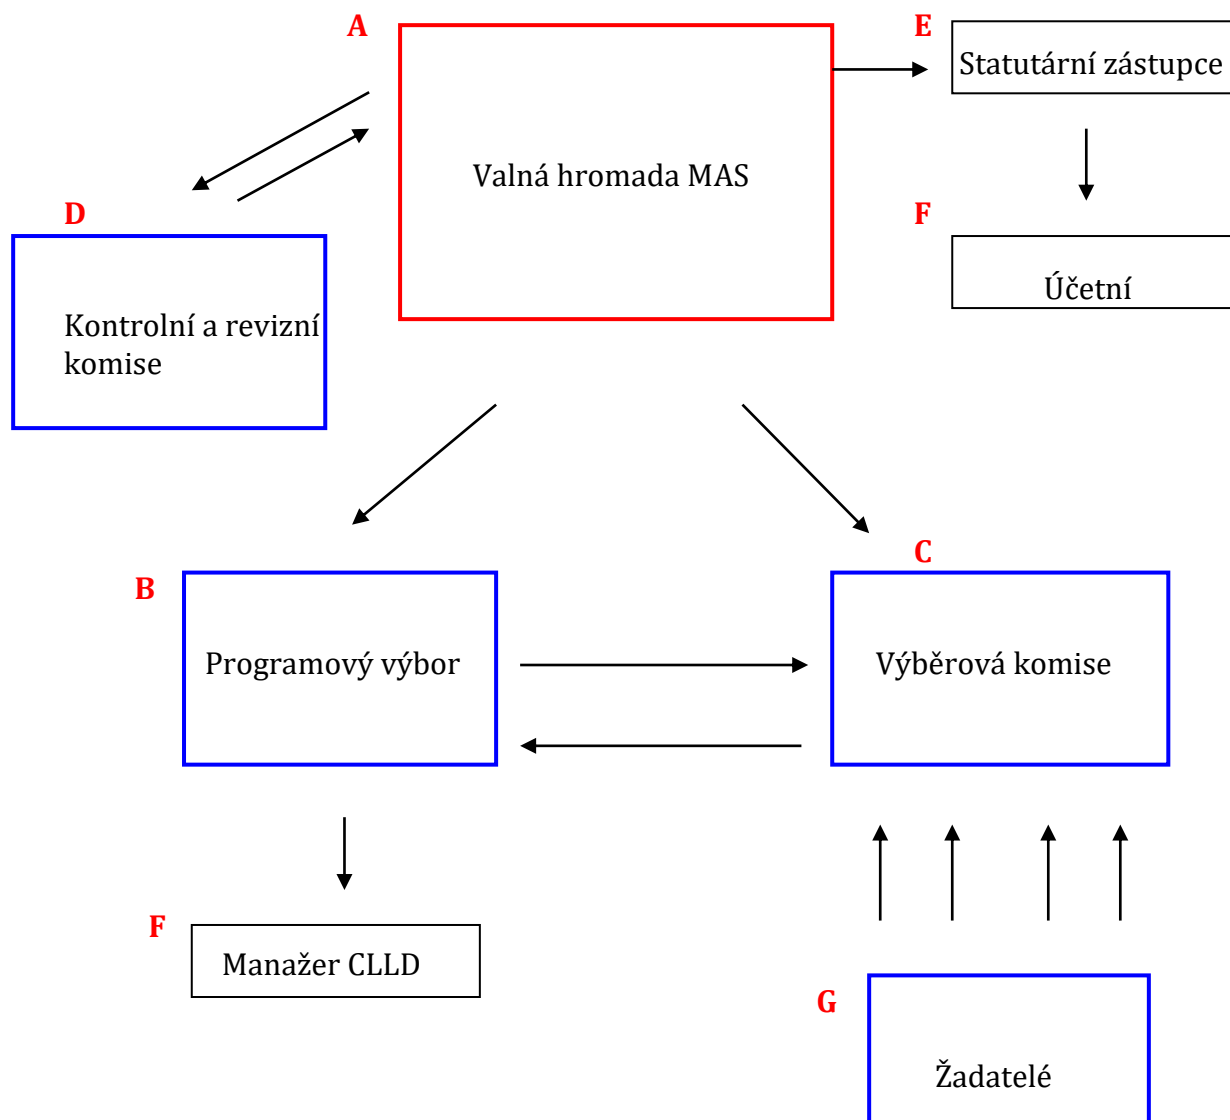 A
E
Statutární zástupce
Valná hromada MAS
D
F
Účetní
Kontrolní a revizní
komise
C
B
Programový výbor
Výběrová komise
F
Manažer CLLD
G
Žadatelé